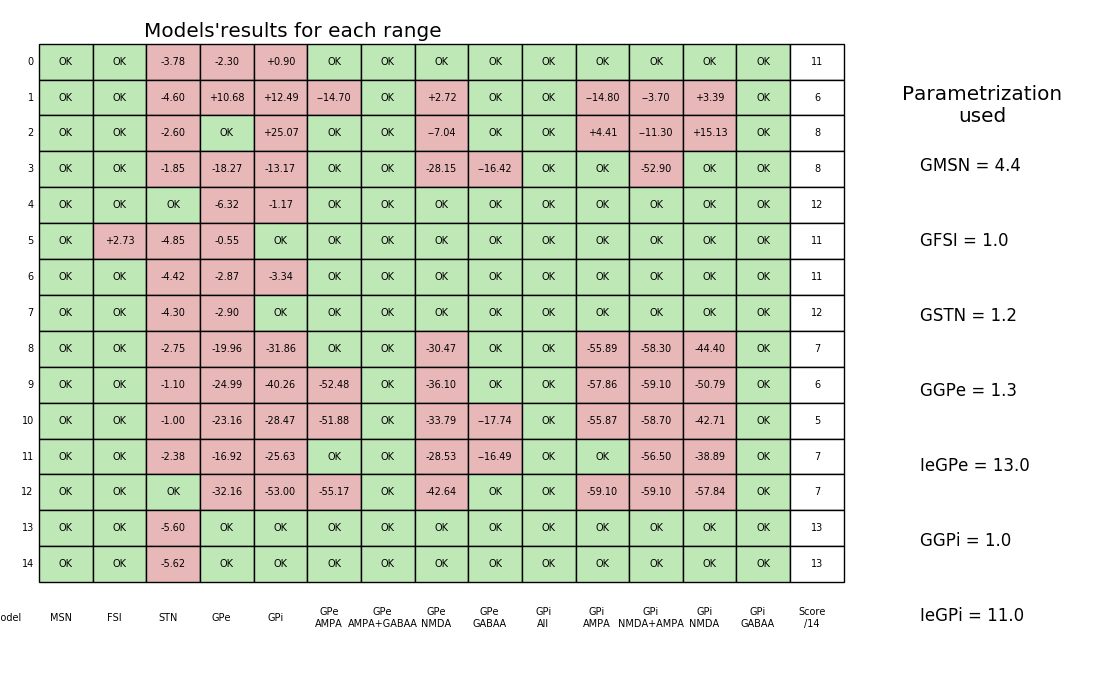 Models'results for each range
0 OK OK -3.78 -2.30 +0.90 OK OK OK OK OK OK OK OK OK 11
1 OK OK -4.60 +10.68 +12.49 --14.70 OK +2.72 OK OK --14.80 --3.70 +3.39 OK 6
2 OK OK -2.60 OK +25.07 OK OK --7.04 OK OK +4.41 --11.30 +15.13 OK 8
3 OK OK -1.85 -18.27 -13.17 OK OK -28.15 --16.42 OK OK -52.90 OK OK 8
4 OK OK OK -6.32 -1.17 OK OK OK OK OK OK OK OK OK 12
5 OK +2.73 -4.85 -0.55 OK OK OK OK OK OK OK OK OK OK 11
6 OK OK -4.42 -2.87 -3.34 OK OK OK OK OK OK OK OK OK 11
7 OK OK -4.30 -2.90 OK OK OK OK OK OK OK OK OK OK 12
8 OK OK -2.75 -19.96 -31.86 OK OK -30.47 OK OK -55.89 -58.30 -44.40 OK 7
9 OK OK -1.10 -24.99 -40.26 -52.48 OK -36.10 OK OK -57.86 -59.10 -50.79 OK 6
10 OK OK -1.00 -23.16 -28.47 -51.88 OK -33.79 --17.74 OK -55.87 -58.70 -42.71 OK 5
11 OK OK -2.38 -16.92 -25.63 OK OK -28.53 --16.49 OK OK -56.50 -38.89 OK 7
12 OK OK OK -32.16 -53.00 -55.17 OK -42.64 OK OK -59.10 -59.10 -57.84 OK 7
13 OK OK -5.60 OK OK OK OK OK OK OK OK OK OK OK 13
14 OK OK -5.62 OK OK OK OK OK OK OK OK OK OK OK 13
odel MSN FSI STN GPe GPi GPe GPe GPe GPe GPi GPi GPi GPi GPi Score
AMPA AMPA+GABAA NMDA GABAA All AMPA NMDA+AMPA NMDA GABAA /14
Parametrization
used
GMSN = 4.4
GFSI = 1.0
GSTN = 1.2
GGPe = 1.3
IeGPe = 13.0
GGPi = 1.0
IeGPi = 11.0